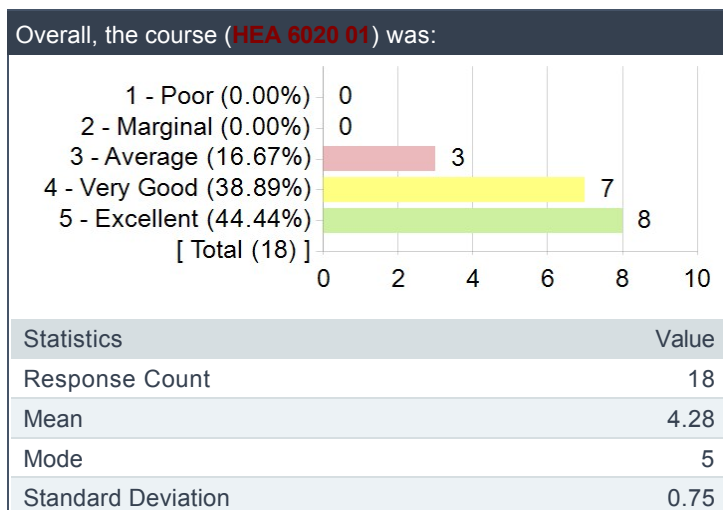 Overall, the course (HEA 6020 01) was:
1 - Poor (0.00%) 0
2 - Marginal (0.00%) 0
3 - Average (16.67%) 3
4 - Very Good (38.89%) 7
5 - Excellent (44.44%) 8
[ Total (18) ]
0 2 4 6 8 10
Statistics Value
Response Count 18
Mean 4.28
Mode 5
Standard Deviation 0.75